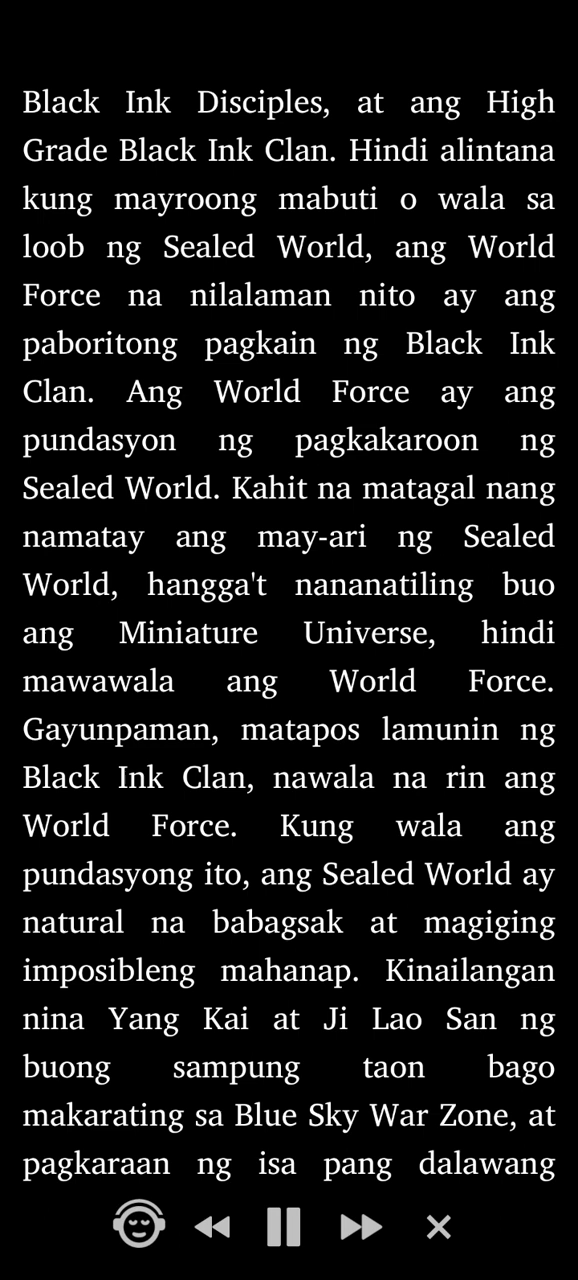 Black Ink Disciples, at ang High
Grade Black Ink Clan. Hindi alintana
kung mayroong mabuti o wala sa
loob ng Sealed World, ang World
Force na nilalaman nito ay ang
paboritong pagkain ng Black Ink
Clan. Ang World Force ay ang
pundasyon ng pagkakaroon ng
Sealed World. Kahit na matagal nang
namatay ang may-ari ng Sealed
World, hangga't nananatiling buo
ang Miniature Universe, hindi
mawawala ang World Force.
Gayunpaman, matapos lamunin ng
Black Ink Clan, nawala na rin ang
World Force. Kung wala ang
pundasyong ito, ang Sealed World ay
natural na babagsak at magiging
imposibleng mahanap. Kinailangan
nina Yang Kai at Ji Lao San ng
buong sampung taon bago
makarating sa Blue Sky War Zone, at
pagkaraan ng isa pang dalawang